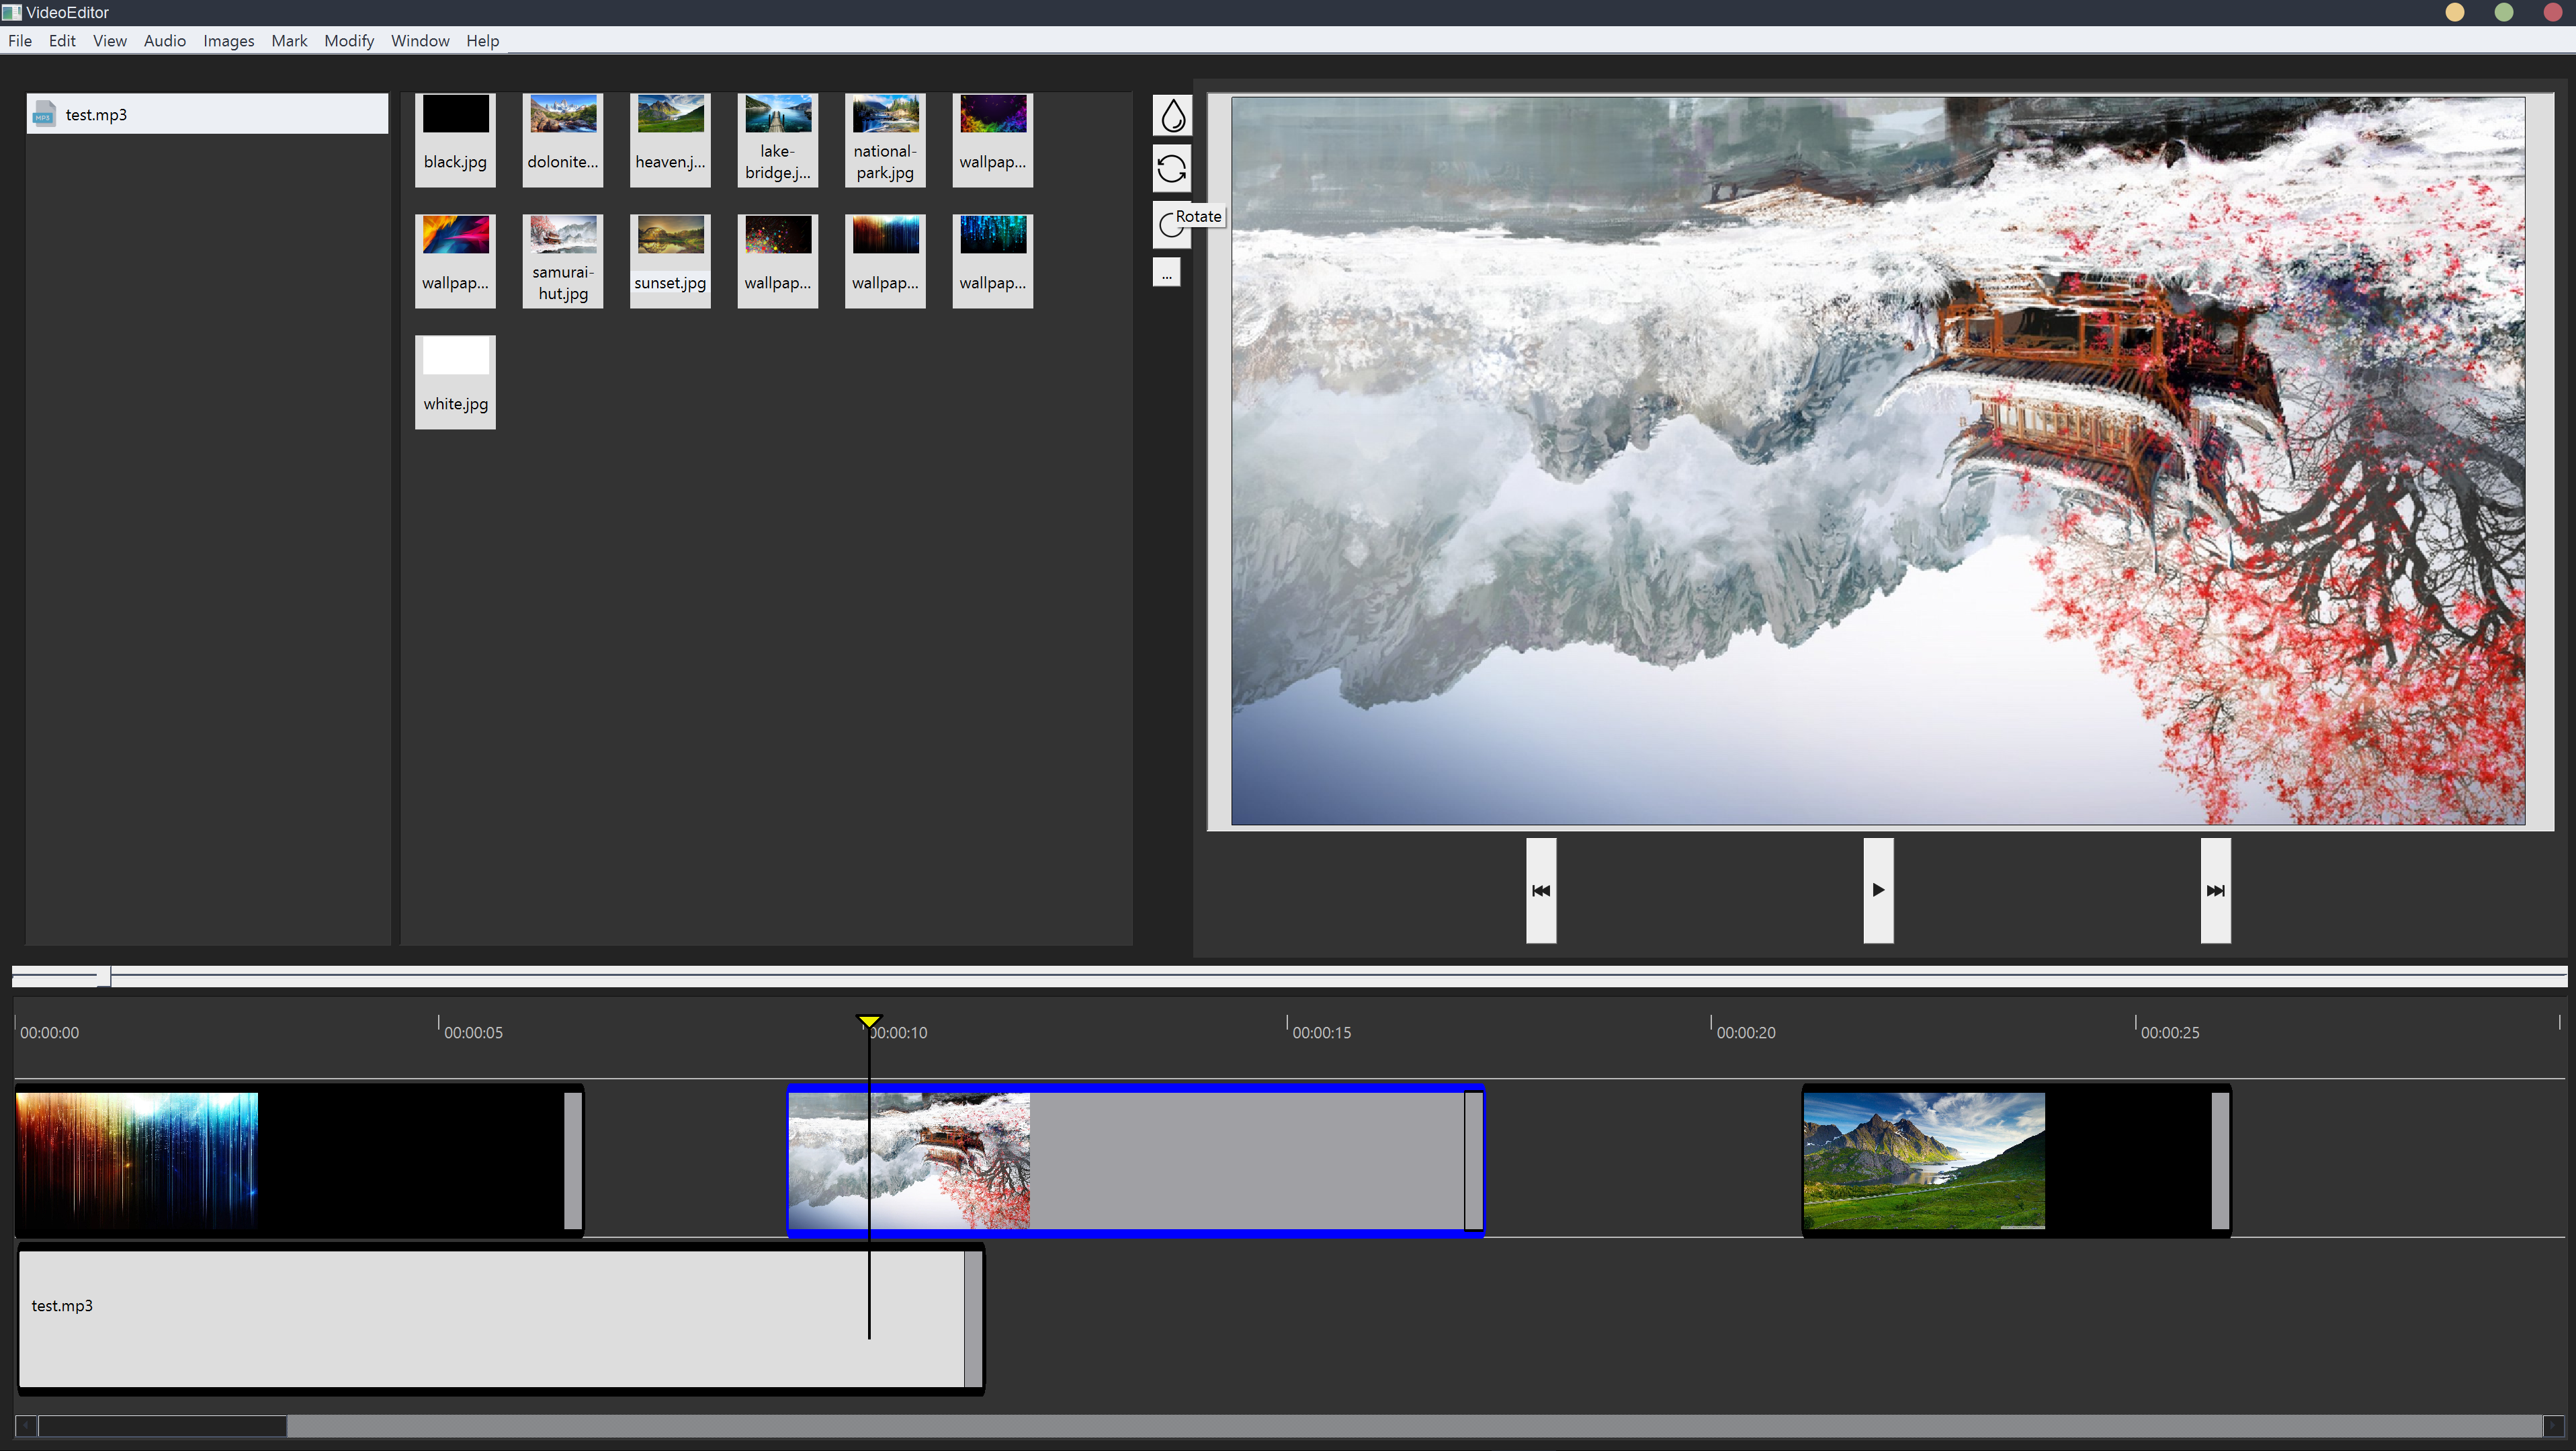 VideoEditor
File Edit View Audio Images Mark Modify Window Help
MP3
test.mp3
black.jpg
dolonite...
heaven.j...
lake-
bridge.j...
national-
park.jpg
wallpap...
wallpap...
samurai-
hut.jpg
sunset.jpg
wallpap...
wallpap...
wallpap...
white.jpg
Rotate
...
00:00:00
00:00:05
00:00:10
00:00:15
00:00:20
00:00:25
test.mp3